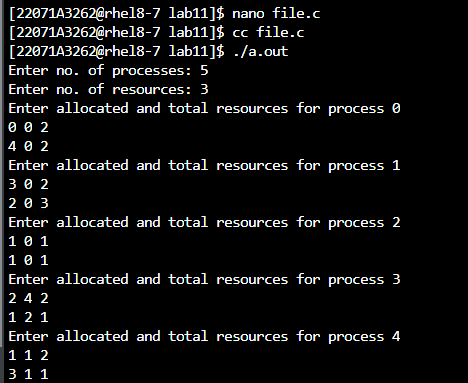 [22071A3262@rhel8-7 lab11]$ nano file.c
[22071A3262@rhel8-7 lab11]$ cc file.c
[22071A3262@rhel8-7 lab11]$ ./a.out
Enter no. of processes: 5
Enter no. of resources: 3
Enter allocated and total resources for process 0
0 0 2
4 0 2
Enter allocated and total resources for process 1
3 0 2
2 0 3
Enter allocated and total resources for process 2
1 0 1
1 0 1
Enter allocated and total resources for process 3
2 4 2
1 2 1
Enter allocated and total resources for process 4
1 1 2
3 1 1